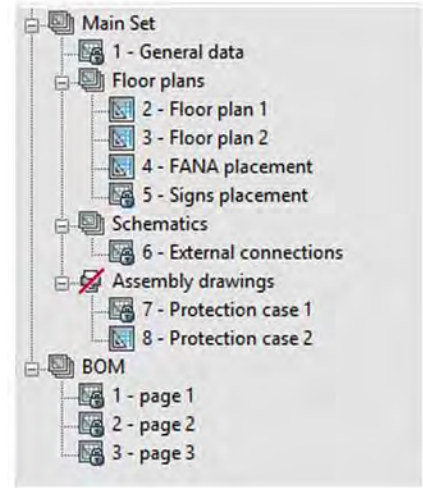 Main Set
1 - General data
Floor plans
2 - Floor plan 1
3 - Floor plan 2
4 - FANA placement
5 - Signs placement
Schematics
6 - External connections
Assembly drawings
7 - Protection case 1
8 - Protection case 2
BOM
1 - page 1
2 - page 2
3 - page 3